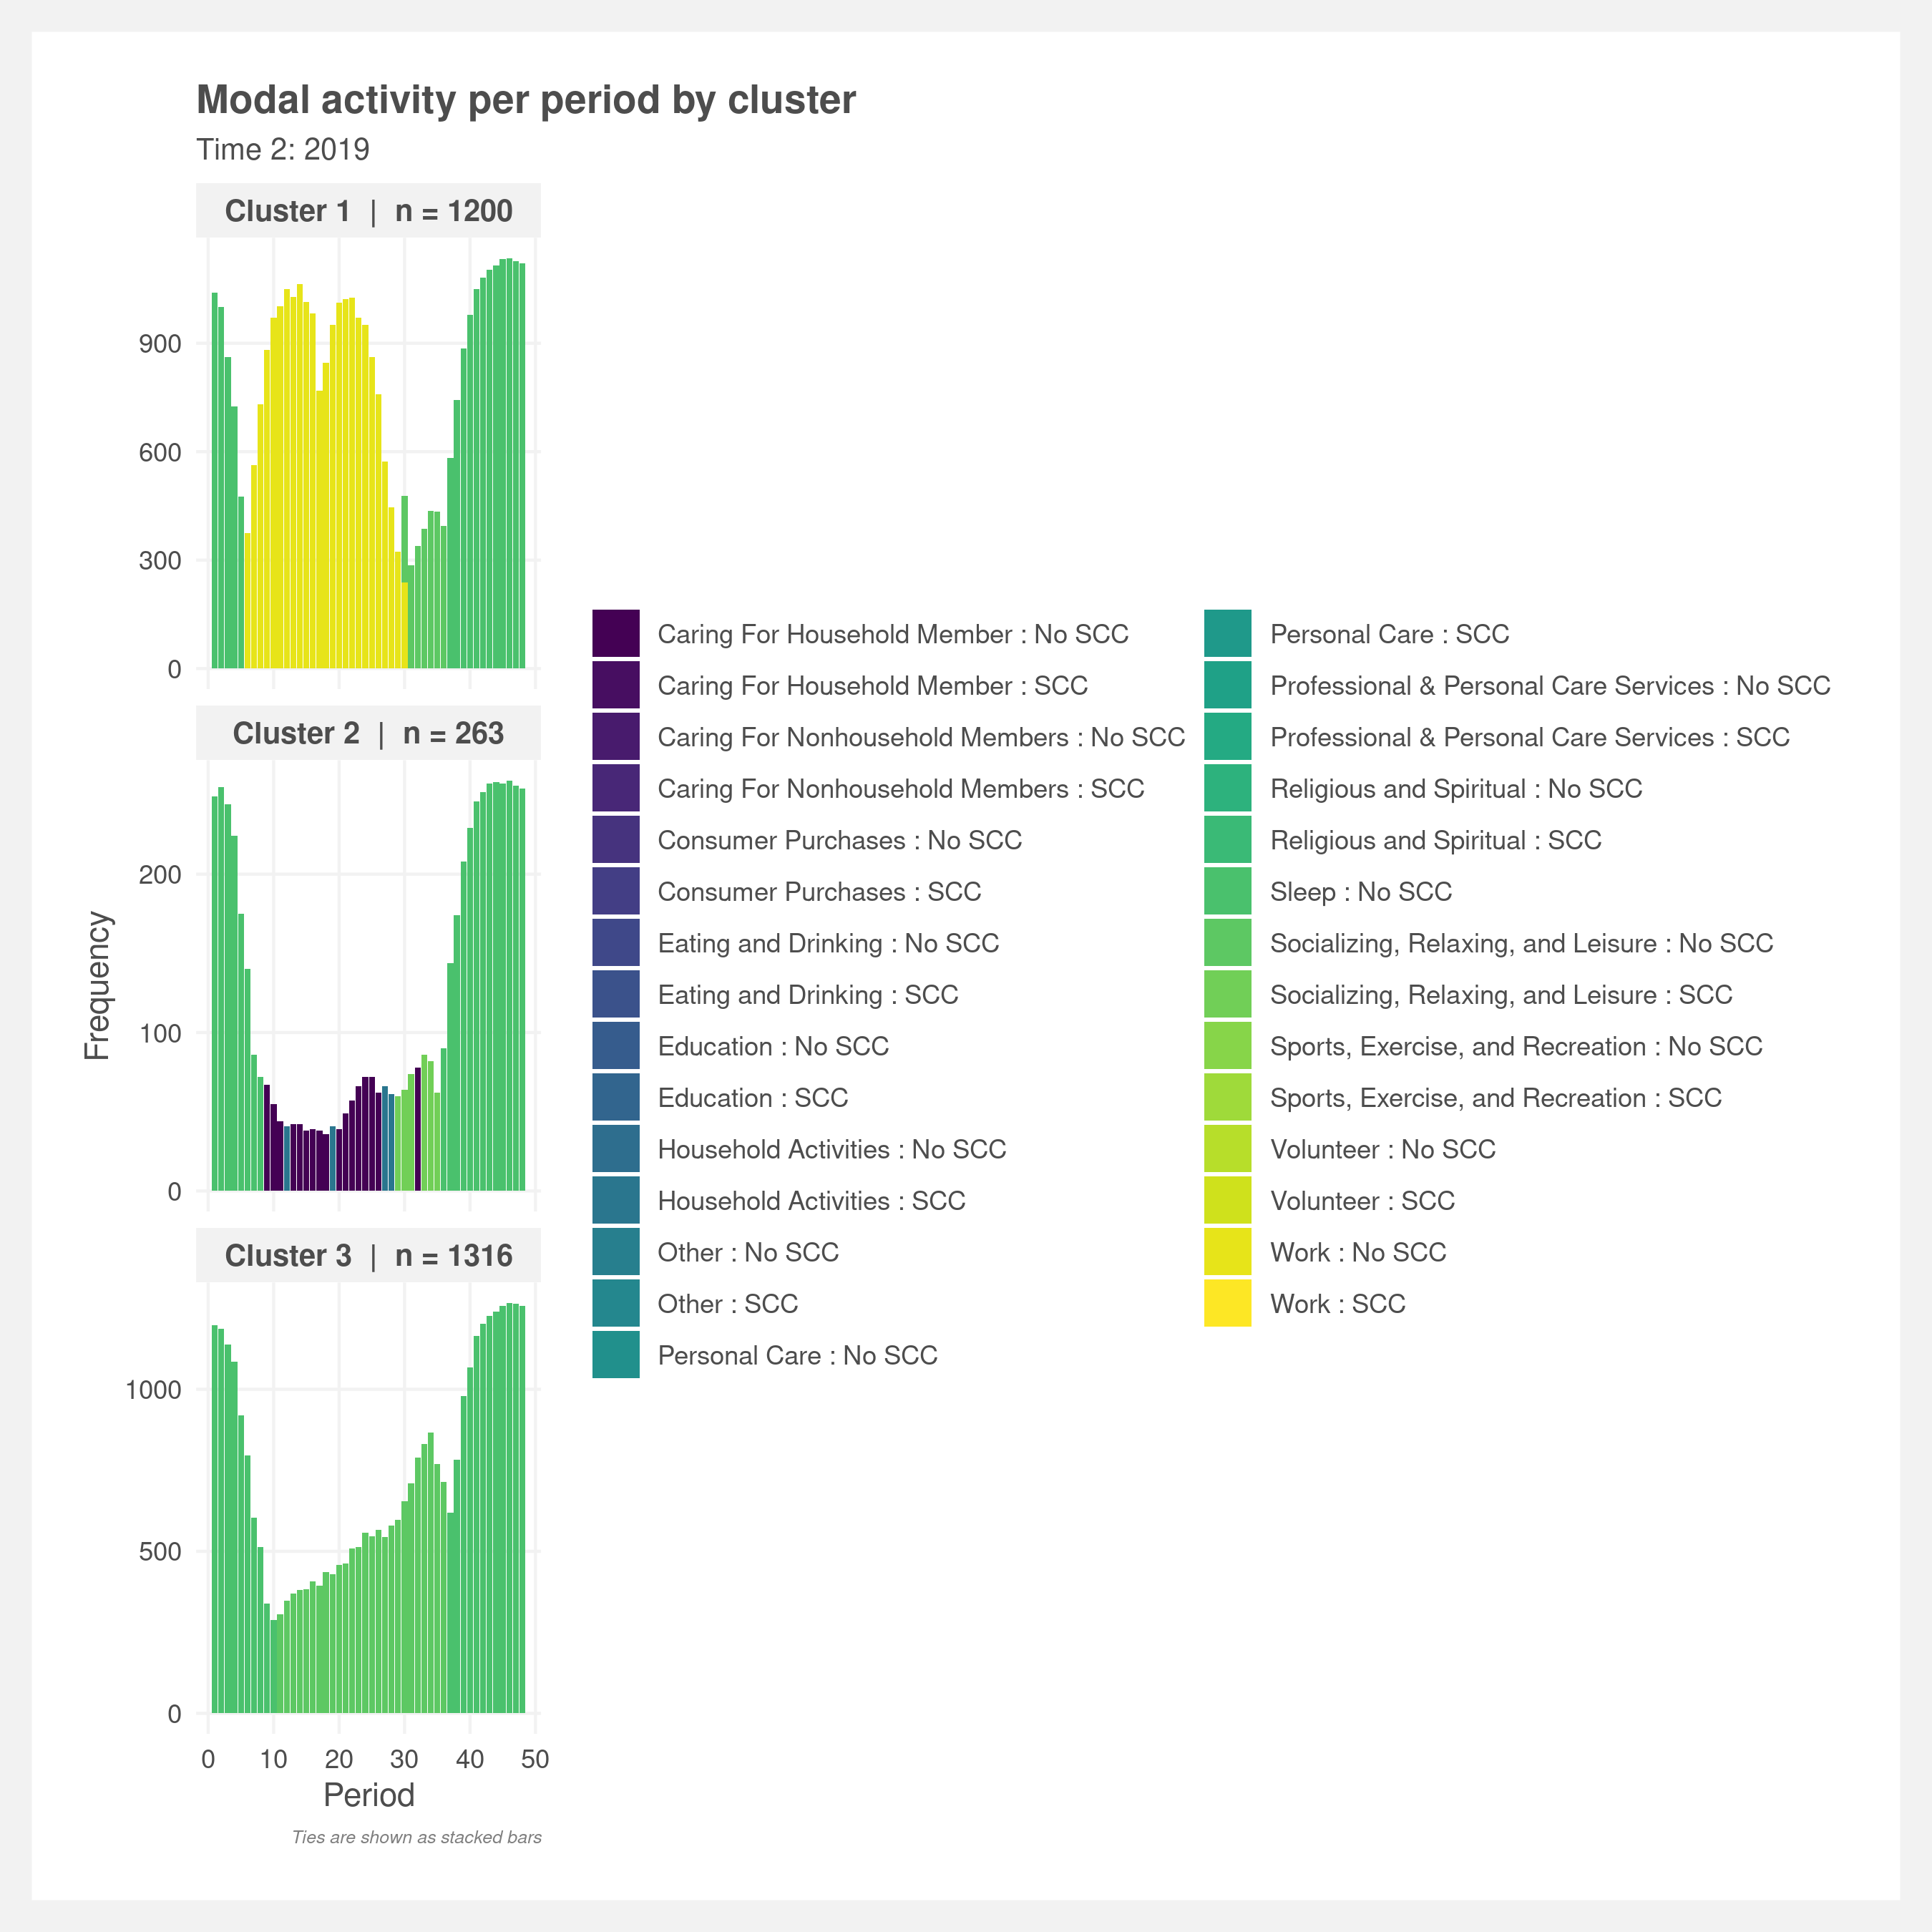 Modal activity per period by cluster
Time 2: 2019
Cluster 1 | n = 1200
900
600
300
0
Cluster 2 | n = 263
200
100
0
Cluster 3 | n = 1316
1000
500
0
0 10 20 30 40 50
Period
Frequency
Ties are shown as stacked bars
Caring For Household Member : No SCC
Caring For Household Member : SCC
Caring For Nonhousehold Members : No SCC
Caring For Nonhousehold Members : SCC
Consumer Purchases : No SCC
Consumer Purchases : SCC
Eating and Drinking : No SCC
Eating and Drinking : SCC
Education : No SCC
Education : SCC
Household Activities : No SCC
Household Activities : SCC
Other : No SCC
Other : SCC
Personal Care : No SCC
Personal Care : SCC
Professional & Personal Care Services : No SCC
Professional & Personal Care Services : SCC
Religious and Spiritual : No SCC
Religious and Spiritual : SCC
Sleep : No SCC
Socializing, Relaxing, and Leisure : No SCC
Socializing, Relaxing, and Leisure : SCC
Sports, Exercise, and Recreation : No SCC
Sports, Exercise, and Recreation : SCC
Volunteer : No SCC
Volunteer : SCC
Work : No SCC
Work : SCC